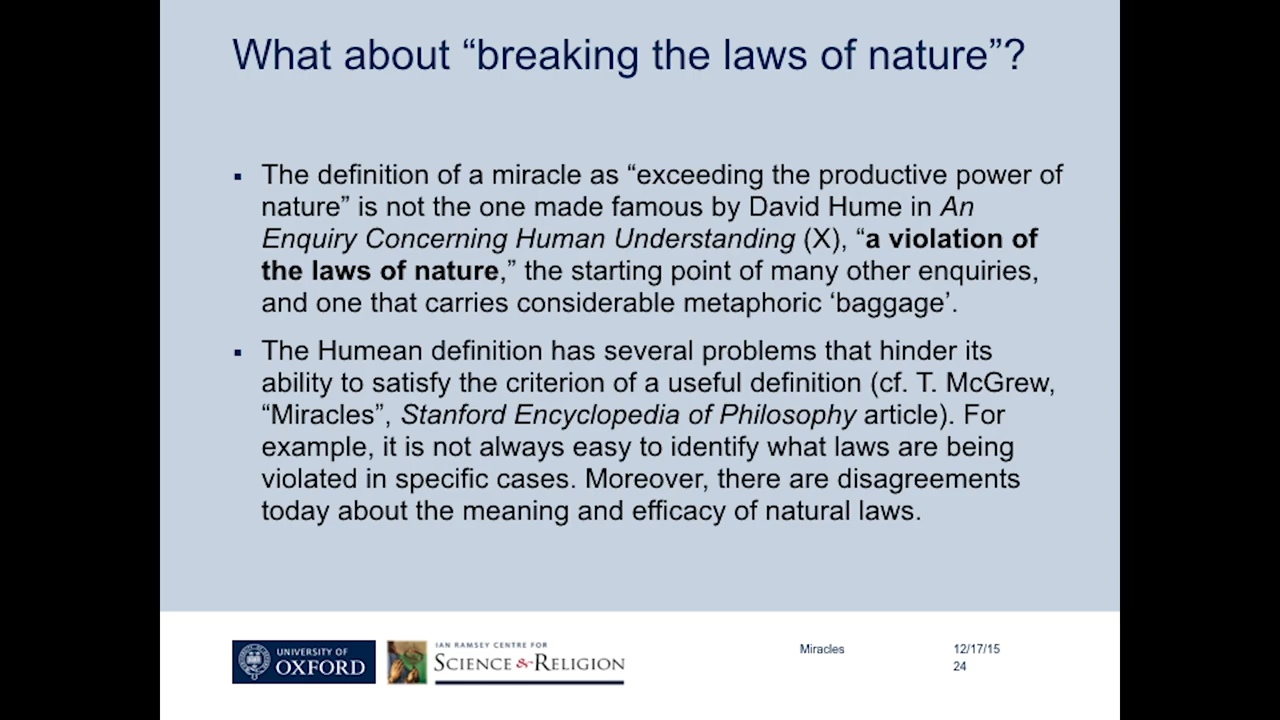 What about “breaking the laws of nature”?
▪ The definition of a miracle as “exceeding the productive power of
nature” is not the one made famous by David Hume in An
Enquiry Concerning Human Understanding (X), “a violation of
the laws of nature,” the starting point of many other enquiries,
and one that carries considerable metaphoric ‘baggage’.
▪ The Humean definition has several problems that hinder its
ability to satisfy the criterion of a useful definition (cf. T. McGrew,
“Miracles”, Stanford Encyclopedia of Philosophy article). For
example, it is not always easy to identify what laws are being
violated in specific cases. Moreover, there are disagreements
today about the meaning and efficacy of natural laws.
UNIVERSITY OF
OXFORD
IAN RAMSEY CENTRE FOR
SCIENCE & RELIGION
Miracles
12/17/15
24